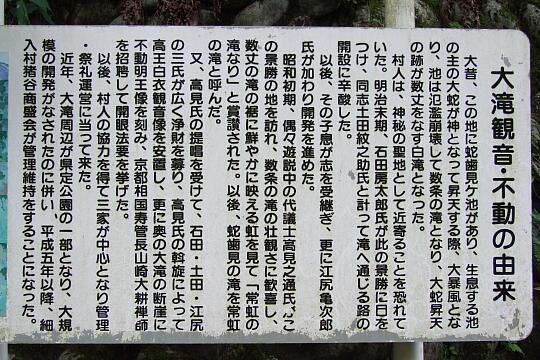 大滝観音・不動の由来
大昔、この地に蛇歯見ケ池があり、生息する池
の主の大蛇が神となって昇天する際、大暴風とな
り、池は氾濫崩壊して数条の滝となり、大蛇昇天
の跡が数丈をなす白滝となった。
村人は、神秘の聖地として近寄ることを恐れて
いた。明治末期、石田房太郎氏が此の景勝に目を
つけ、同志土田紋之助氏と計って滝へ通じる路の
開設に辛酸した。
以後、その子息が志を受継ぎ、更に江尻亀次郎
氏が加わり開発を進めた。
昭和初期、偶々遊説中の代議士高見之通氏がこ
の景勝の地を訪れ、数条の滝の壮観さに歓喜し、
数丈の滝の裾に鮮やかに映える虹を見て「常虹の
滝なり」と賞讃された。以後、蛇歯見の滝を常虹
の滝と呼んだ。
又、高見氏の提唱を受けて、石田・土田・江尻
の三氏が広く浄財を募り、高見氏の斡旋によって
高王白衣観音像を安置し、更に奥の大滝の断崖に
不動明王像を刻み、京都相国寿管長山崎大耕禅師
を招聘して開眼法要を挙げた。
以後、村人の協力を得て三家が中心となり管理
・祭礼運営に当って来た。
近年、大滝周辺が県定公園の一部となり、大規
模の開発がなされたのに併い、平成五年以降、細
入村猪谷商盛会が管理維持をすることになった。